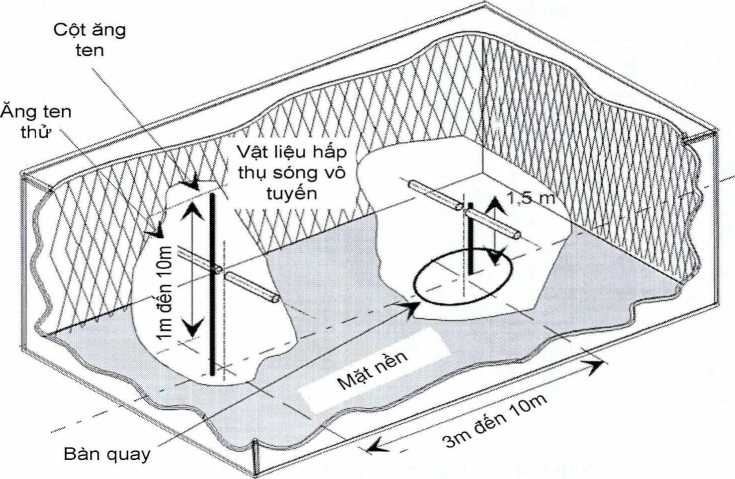 Cột ăng
ten
Ăng ten
thử
Vật liệu hấp
thụ sóng vô
tuyến
1,5 m
1m đến 10m
Mặt nền
3m đến 10m
Bàn quay